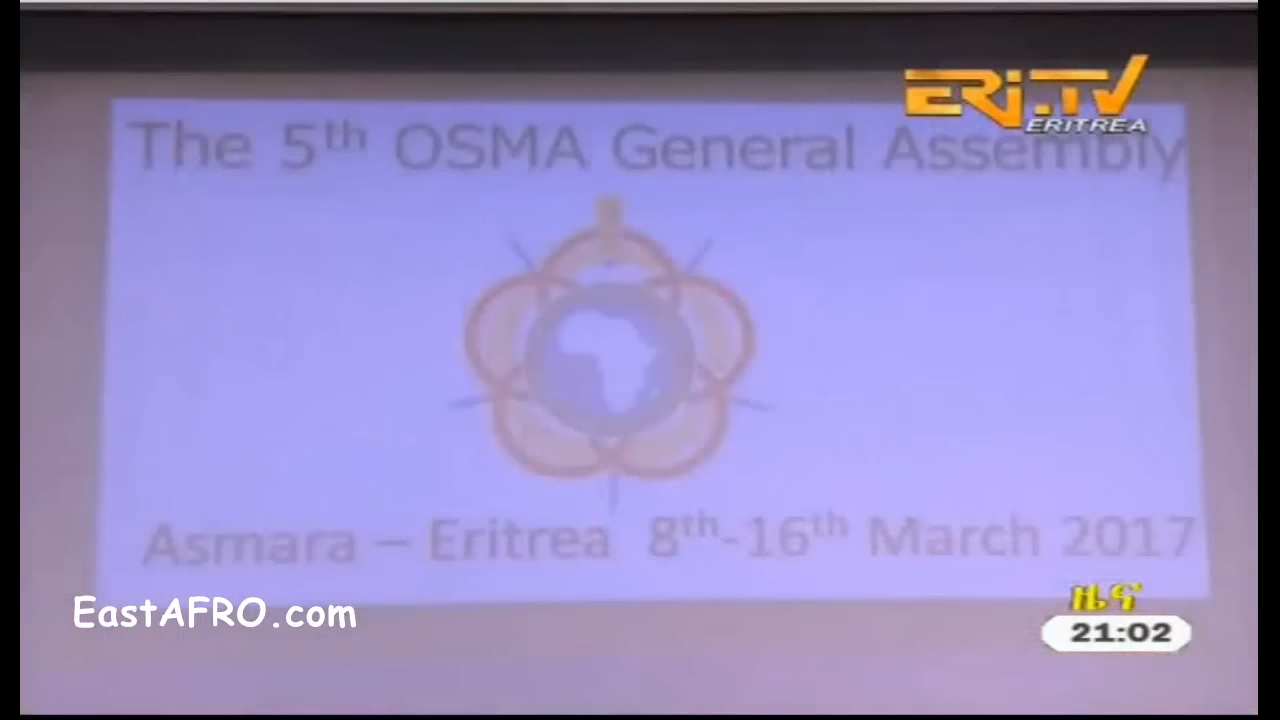 ERi.TV
ERITREA
The 5th OSMA General Assembly
Asmara – Eritrea 8th-16th March 2017
EastAFRO.com
ዜና
21:02